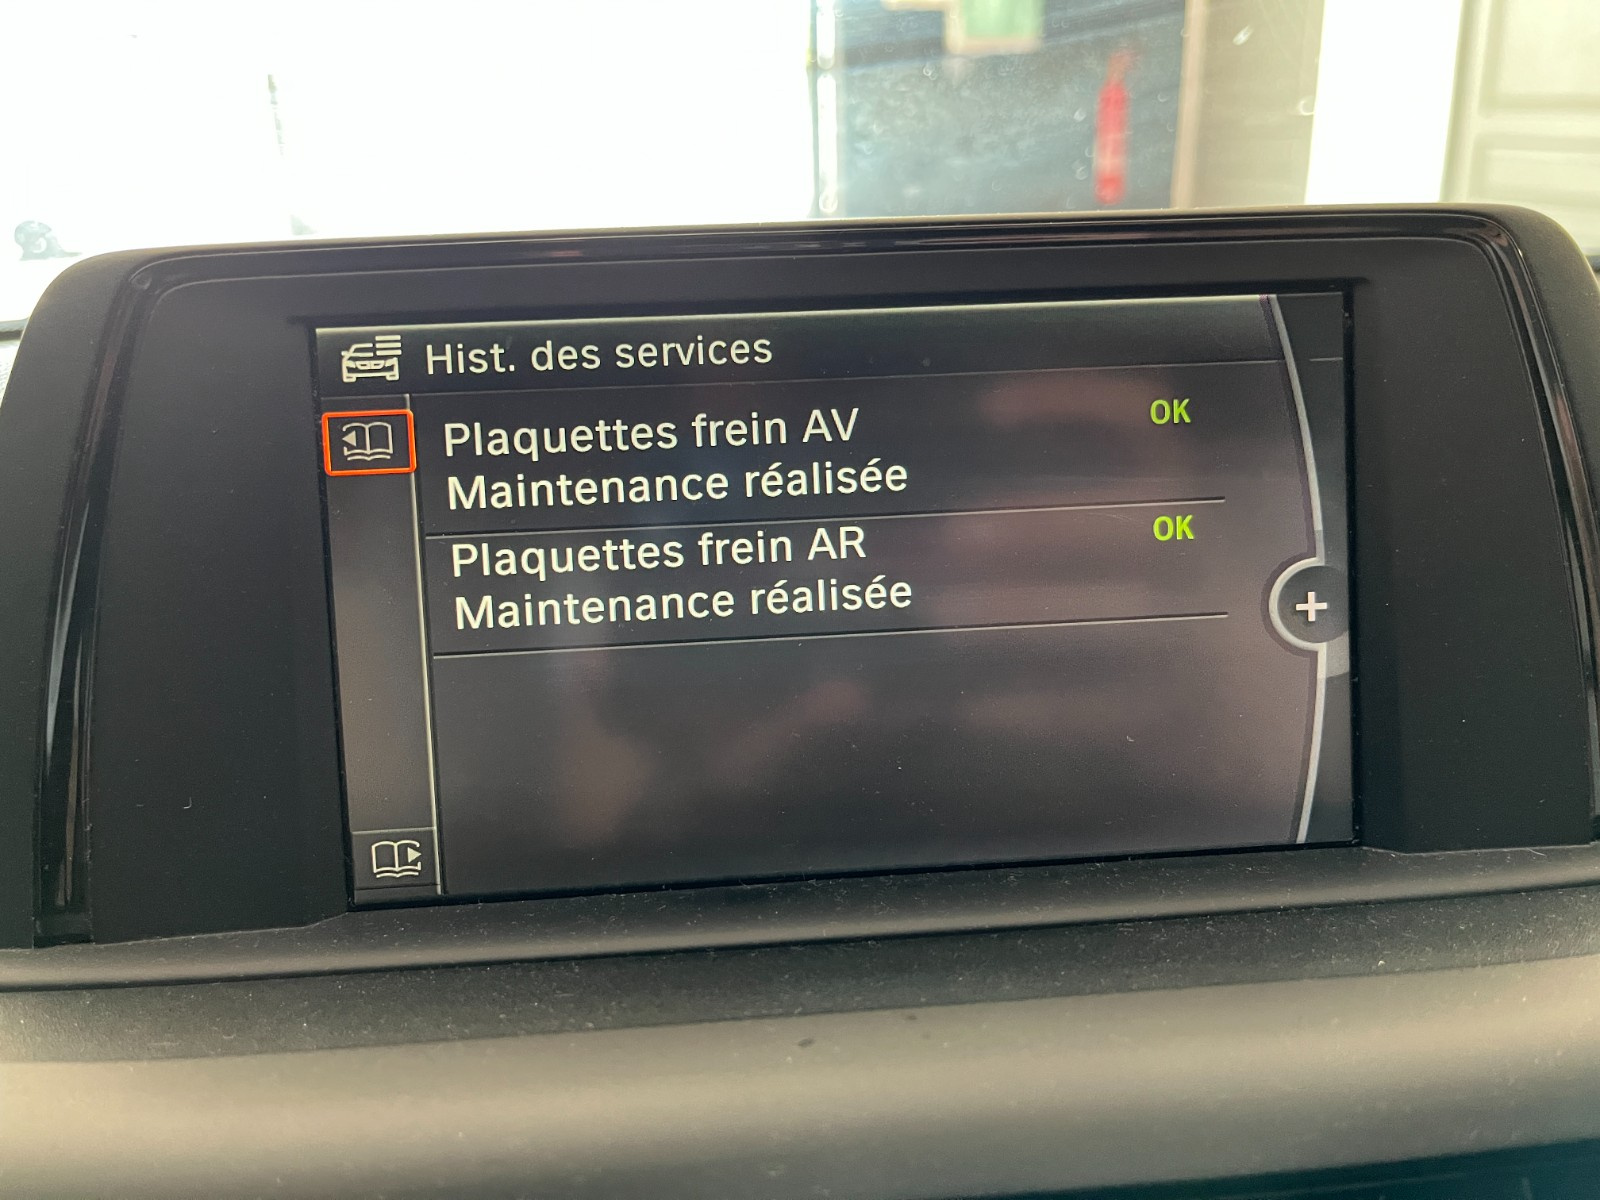 Hist. des services
Plaquettes frein AV OK
Maintenance réalisée
Plaquettes frein AR OK
Maintenance réalisée
+